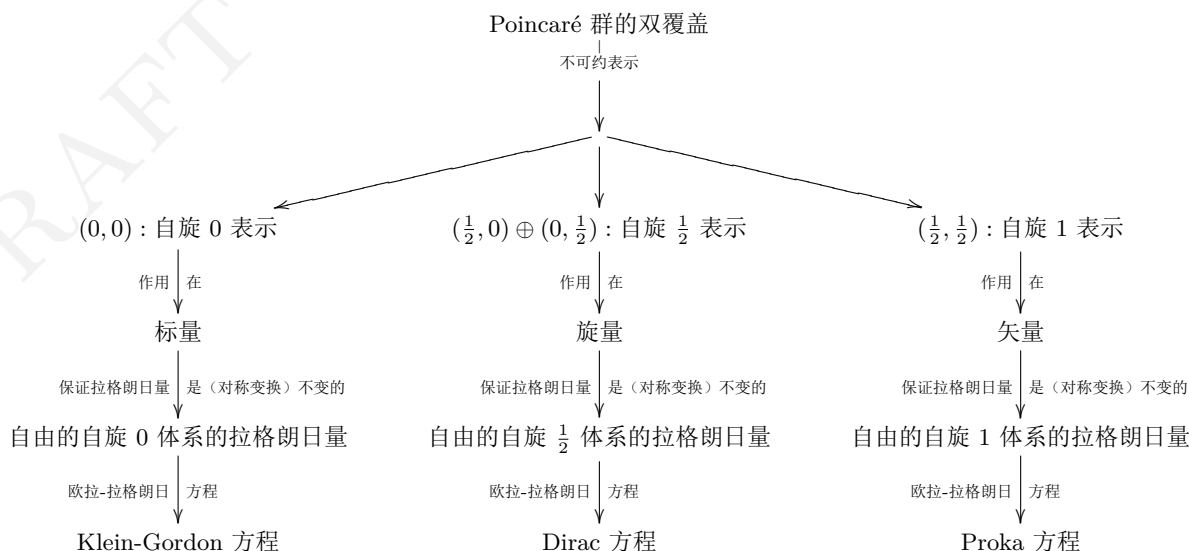 Poincaré 群的双覆盖
不可约表示
(0, 0) : 自旋 0 表示
(1/2, 0) ⊕ (0, 1/2) : 自旋 1/2 表示
(1/2, 1/2) : 自旋 1 表示
作用 在
作用 在
作用 在
标量
旋量
矢量
保证拉格朗日量 是（对称变换）不变的
保证拉格朗日量 是（对称变换）不变的
保证拉格朗日量 是（对称变换）不变的
自由的自旋 0 体系的拉格朗日量
自由的自旋 1/2 体系的拉格朗日量
自由的自旋 1 体系的拉格朗日量
欧拉-拉格朗日 方程
欧拉-拉格朗日 方程
欧拉-拉格朗日 方程
Klein-Gordon 方程
Dirac 方程
Proka 方程
RAFT